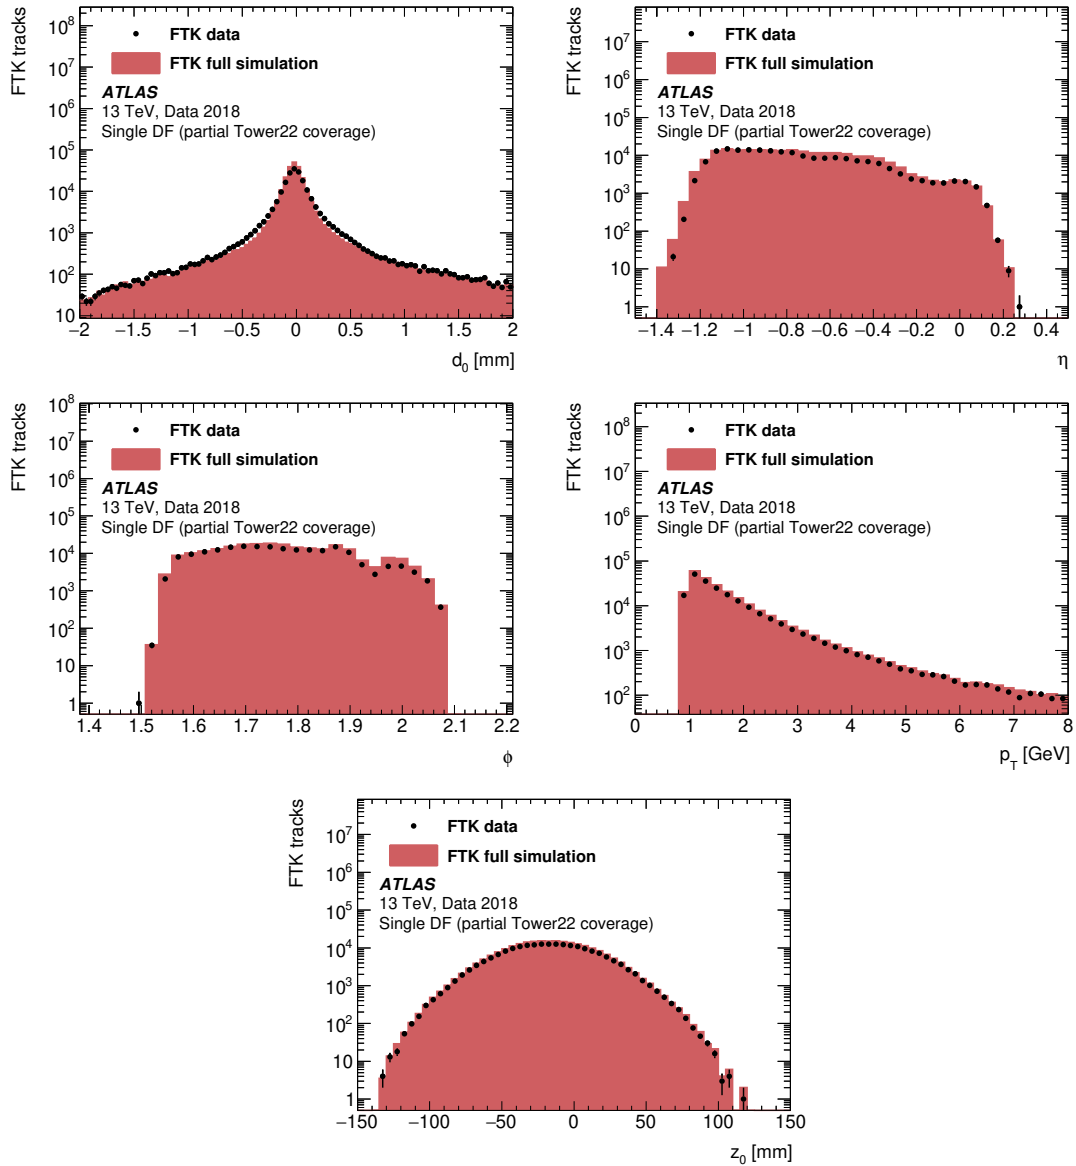 FTK tracks
10⁸
10⁷
10⁶
10⁵
10⁴
10³
10²
10
FTK data
FTK full simulation
ATLAS
13 TeV, Data 2018
Single DF (partial Tower22 coverage)
−2 −1.5 −1 −0.5 0 0.5 1 1.5 2
d₀ [mm]
FTK tracks
10⁷
10⁶
10⁵
10⁴
10³
10²
10
1
FTK data
FTK full simulation
ATLAS
13 TeV, Data 2018
Single DF (partial Tower22 coverage)
−1.4 −1.2 −1 −0.8 −0.6 −0.4 −0.2 0 0.2 0.4
η
FTK tracks
10⁸
10⁷
10⁶
10⁵
10⁴
10³
10²
10
1
FTK data
FTK full simulation
ATLAS
13 TeV, Data 2018
Single DF (partial Tower22 coverage)
1.4 1.5 1.6 1.7 1.8 1.9 2 2.1 2.2
ϕ
FTK tracks
10⁸
10⁷
10⁶
10⁵
10⁴
10³
10²
FTK data
FTK full simulation
ATLAS
13 TeV, Data 2018
Single DF (partial Tower22 coverage)
0 1 2 3 4 5 6 7 8
p_T [GeV]
FTK tracks
10⁷
10⁶
10⁵
10⁴
10³
10²
10
1
FTK data
FTK full simulation
ATLAS
13 TeV, Data 2018
Single DF (partial Tower22 coverage)
−150 −100 −50 0 50 100 150
z₀ [mm]